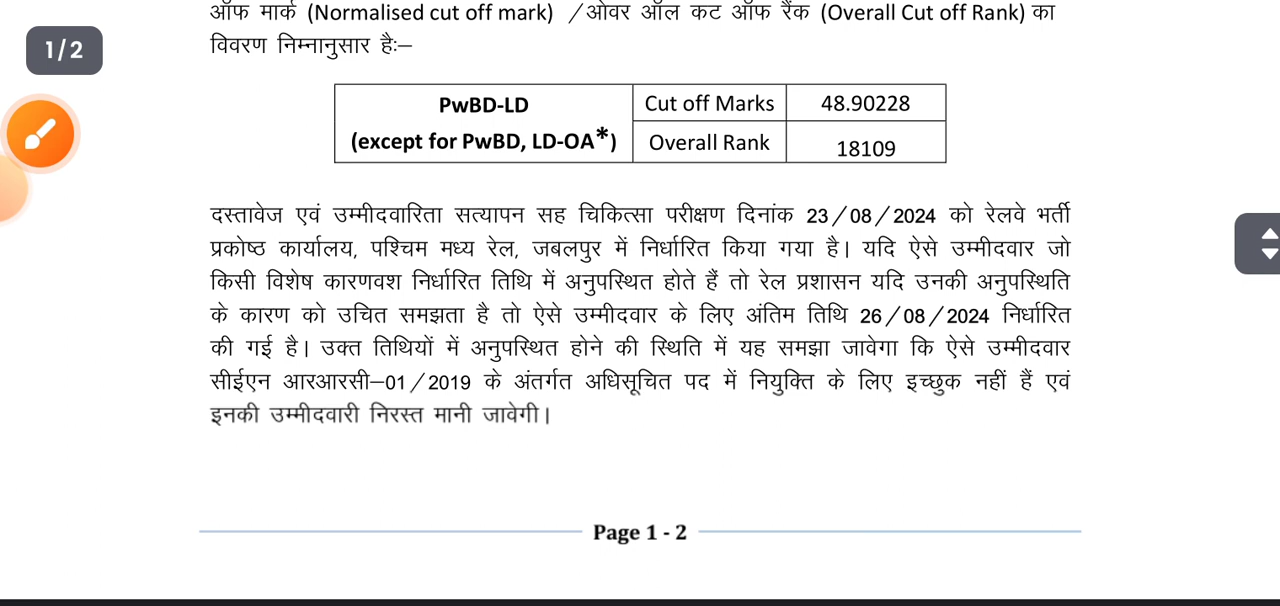 ऑफ मार्क (Normalised cut off mark) /ओवर ऑल कट ऑफ रैंक (Overall Cut off Rank) का
विवरण निम्नानुसार है:–
1/2
PwBD-LD
(except for PwBD, LD-OA*)
Cut off Marks
48.90228
Overall Rank
18109
दस्तावेज एवं उम्मीदवारिता सत्यापन सह चिकित्सा परीक्षण दिनांक 23/08/2024 को रेलवे भर्ती
प्रकोष्ठ कार्यालय, पश्चिम मध्य रेल, जबलपुर में निर्धारित किया गया है। यदि ऐसे उम्मीदवार जो
किसी विशेष कारणवश निर्धारित तिथि में अनुपस्थित होते हैं तो रेल प्रशासन यदि उनकी अनुपस्थिति
के कारण को उचित समझता है तो ऐसे उम्मीदवार के लिए अंतिम तिथि 26/08/2024 निर्धारित
की गई है। उक्त तिथियों में अनुपस्थित होने की स्थिति में यह समझा जावेगा कि ऐसे उम्मीदवार
सीईएन आरआरसी–01/2019 के अंतर्गत अधिसूचित पद में नियुक्ति के लिए इच्छुक नहीं हैं एवं
इनकी उम्मीदवारी निरस्त मानी जावेगी।
Page 1 - 2